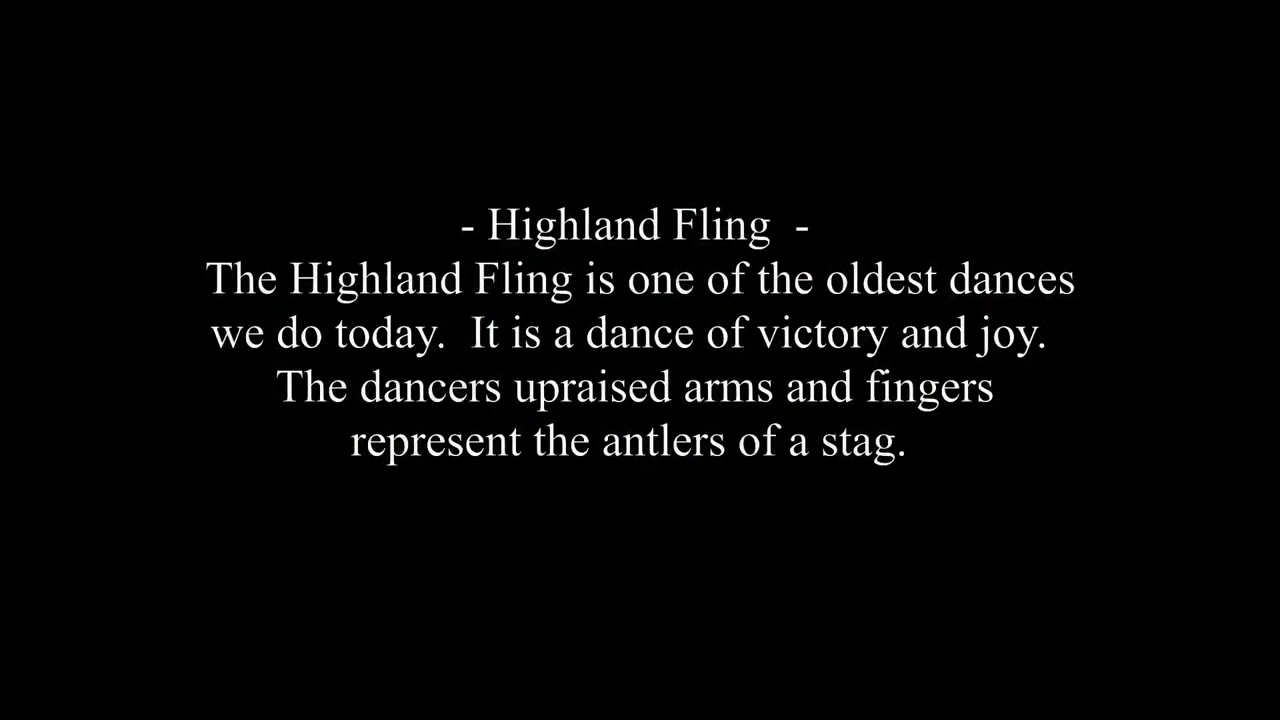 - Highland Fling  -
The Highland Fling is one of the oldest dances
we do today.  It is a dance of victory and joy.
The dancers upraised arms and fingers
represent the antlers of a stag.